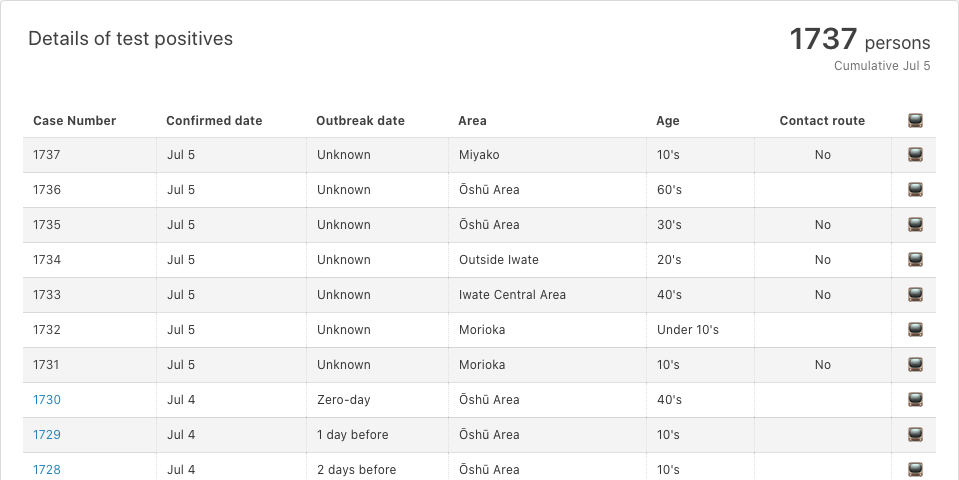 Details of test positives
1737 persons
Cumulative Jul 5
Case Number Confirmed date Outbreak date Area Age Contact route
1737 Jul 5 Unknown Miyako 10's No
1736 Jul 5 Unknown Ōshū Area 60's
1735 Jul 5 Unknown Ōshū Area 30's No
1734 Jul 5 Unknown Outside Iwate 20's No
1733 Jul 5 Unknown Iwate Central Area 40's No
1732 Jul 5 Unknown Morioka Under 10's
1731 Jul 5 Unknown Morioka 10's No
1730 Jul 4 Zero-day Ōshū Area 40's
1729 Jul 4 1 day before Ōshū Area 10's
1728 Jul 4 2 days before Ōshū Area 10's